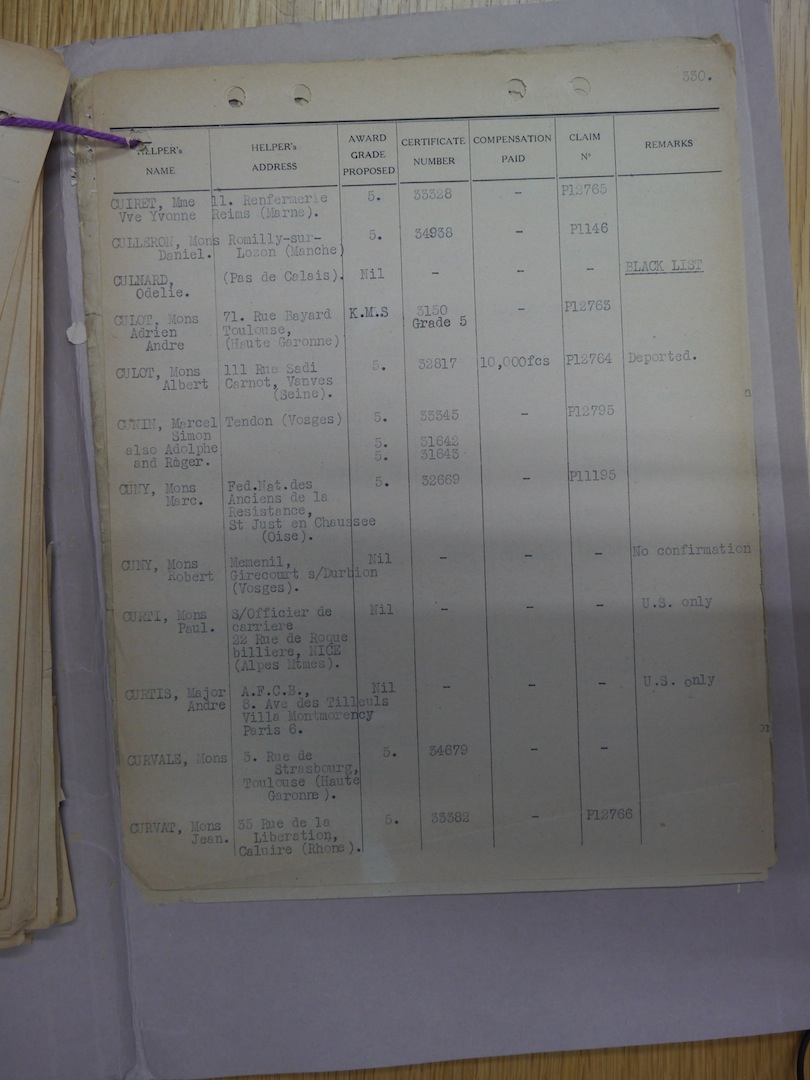 330.
HELPER's NAME HELPER's ADDRESS AWARD GRADE PROPOSED CERTIFICATE NUMBER COMPENSATION PAID CLAIM Nº REMARKS
CUIRET, Mme 11. Renfermerie 5. 33328 - P12765
Vve Yvonne Reims (Marne).
CULLERON, Mons Romilly-sur- 5. 34938 - P1146
Daniel. Lozon (Manche)
CULNARD, (Pas de Calais). Nil - - - BLACK LIST
Odelie.
CULOT, Mons 71. Rue Bayard K.M.S 3150 - P12763
Adrien Toulouse, Grade 5
Andre (Haute Garonne)
CULOT, Mons 111 Rue Sadi 5. 32817 10,000fcs P12764 Deported.
Albert Carnot, Vanves
(Seine).
CUNIN, Marcel Tendon (Vosges) 5. 33345 - P12795
Simon 5. 31642
also Adolphe 5. 31643
and Roger.
CUNY, Mons Fed.Nat.des 5. 32669 - P11195
Marc. Anciens de la
Resistance,
St Just en Chaussee
(Oise).
CUNY, Mons Memenil, Nil - - - No confirmation
Robert Girecourt s/Durbion
(Vosges).
CURTI, Mons S/Officier de Nil - - - U.S. only
Paul. carriere
22 Rue de Roque
billiere, NICE
(Alpes Mtmes).
CURTIS, Major A.F.C.B., Nil - - - U.S. only
Andre 8. Ave des Tilleuls
Villa Montmorency
Paris 6.
CURVALE, Mons 5. Rue de 5. 34679 - -
Strasbourg,
Toulouse (Haute
Garonne).
CURVAT, Mons 35 Rue de la 5. 33382 - P12766
Jean. Liberation,
Caluire (Rhone).